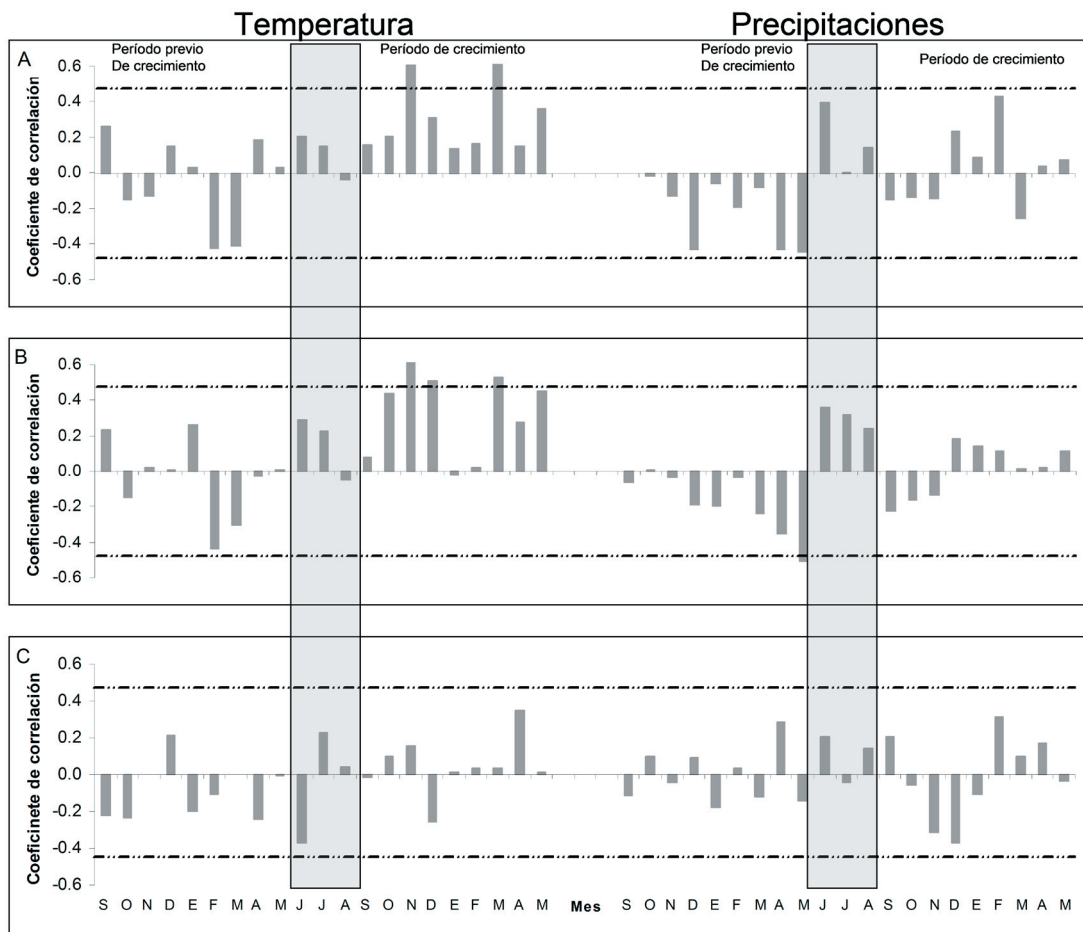 Temperatura
Precipitaciones
A
Período previo
De crecimiento
Período de crecimiento
Período previo
De crecimiento
Período de crecimiento
Coeficiente de correlación
0.6
0.4
0.2
0.0
-0.2
-0.4
-0.6
B
Coeficiente de correlación
0.6
0.4
0.2
0.0
-0.2
-0.4
-0.6
C
Coeficinete de correlación
0.6
0.4
0.2
0.0
-0.2
-0.4
-0.6
S O N D E F M A M J J A S O N D E F M A M Mes S O N D E F M A M J J A S O N D E F M A M